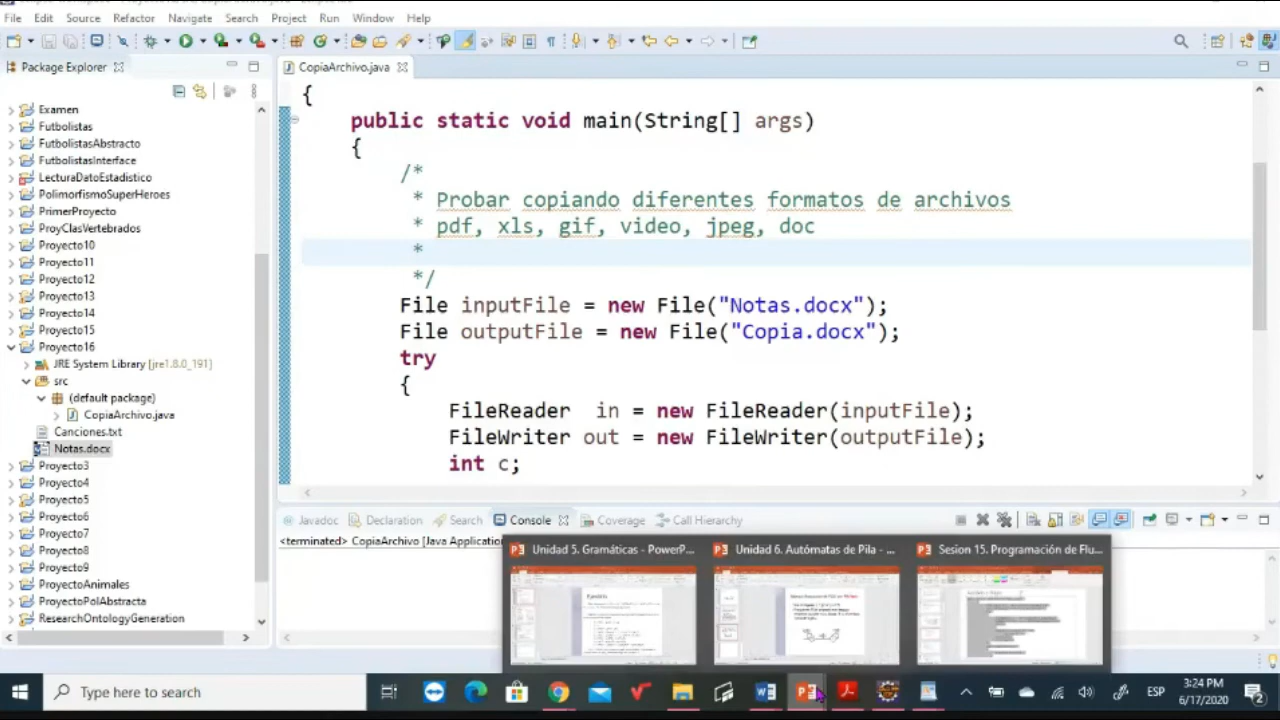 File Edit Source Refactor Navigate Search Project Run Window Help
Package Explorer
Examen
Futbolistas
FutbolistasAbstracto
FutbolistasInterface
LecturaDatoEstadistico
PolimorfismoSuperHeroes
PrimerProyecto
ProyClasVertebrados
Proyecto10
Proyecto11
Proyecto12
Proyecto13
Proyecto14
Proyecto15
Proyecto16
JRE System Library [jre1.8.0_191]
src
(default package)
CopiaArchivo.java
Canciones.txt
Notas.docx
Proyecto3
Proyecto4
Proyecto5
Proyecto6
Proyecto7
Proyecto8
Proyecto9
ProyectoAnimales
ProyectoPolAbstracta
ResearchOntologyGeneration
CopiaArchivo.java
{
public static void main(String[] args)
{
/*
* Probar copiando diferentes formatos de archivos
* pdf, xls, gif, video, jpeg, doc
*
*/
File inputFile = new File("Notas.docx");
File outputFile = new File("Copia.docx");
try
{
FileReader in = new FileReader(inputFile);
FileWriter out = new FileWriter(outputFile);
int c;
Javadoc Declaration Search Console Coverage Call Hierarchy
<terminated> CopiaArchivo [Java Application
Unidad 5. Gramáticas - PowerP... Unidad 6. Autómatas de Pila - ... Sesion 15. Programación de Flu...
Type here to search
ESP
3:24 PM
6/17/2020
2